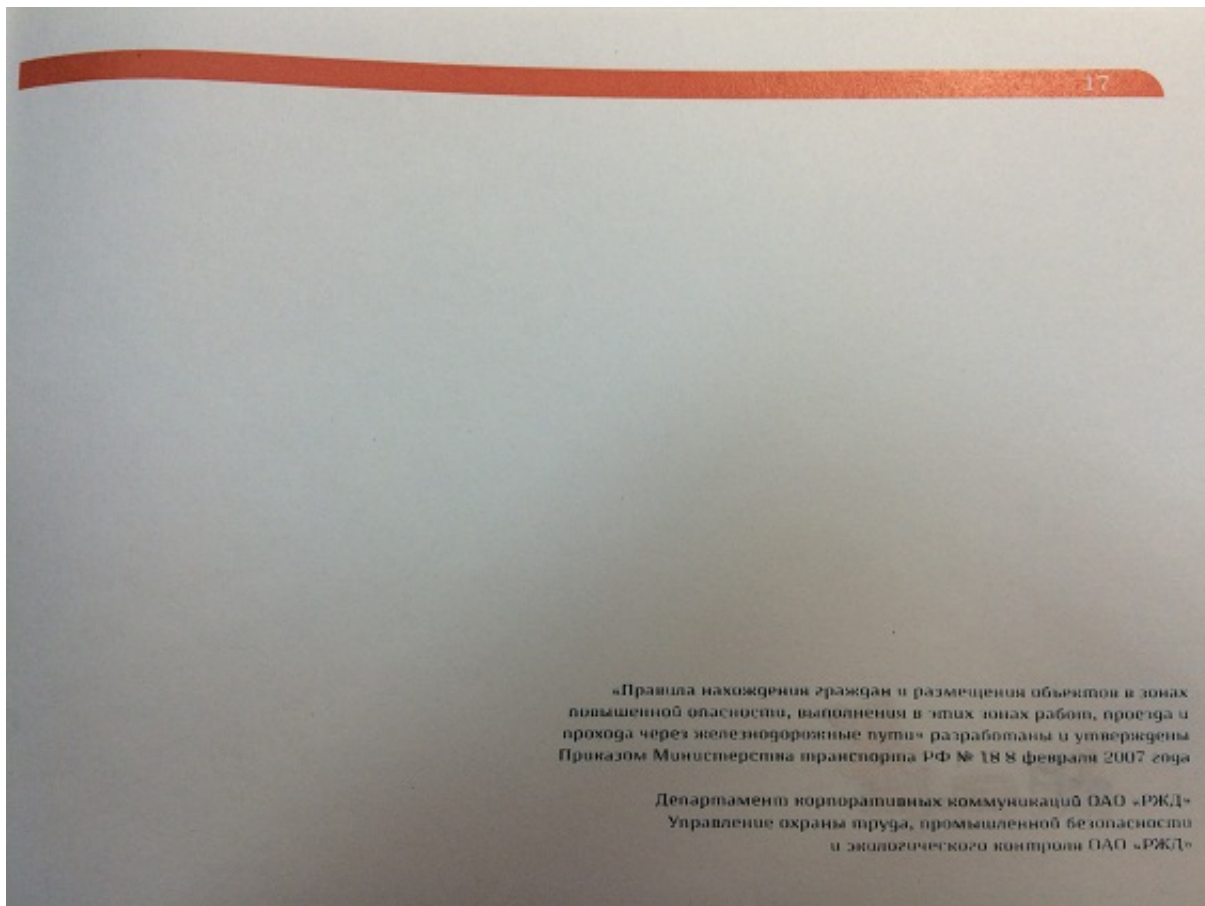 17
«Правила нахождения граждан и размещения объектов в зонах
повышенной опасности, выполнения в этих зонах работ, проезда и
прохода через железнодорожные пути» разработаны и утверждены
Приказом Министерства транспорта РФ № 18 8 февраля 2007 года
Департамент корпоративных коммуникаций ОАО «РЖД»
Управление охраны труда, промышленной безопасности
и экологического контроля ОАО «РЖД»